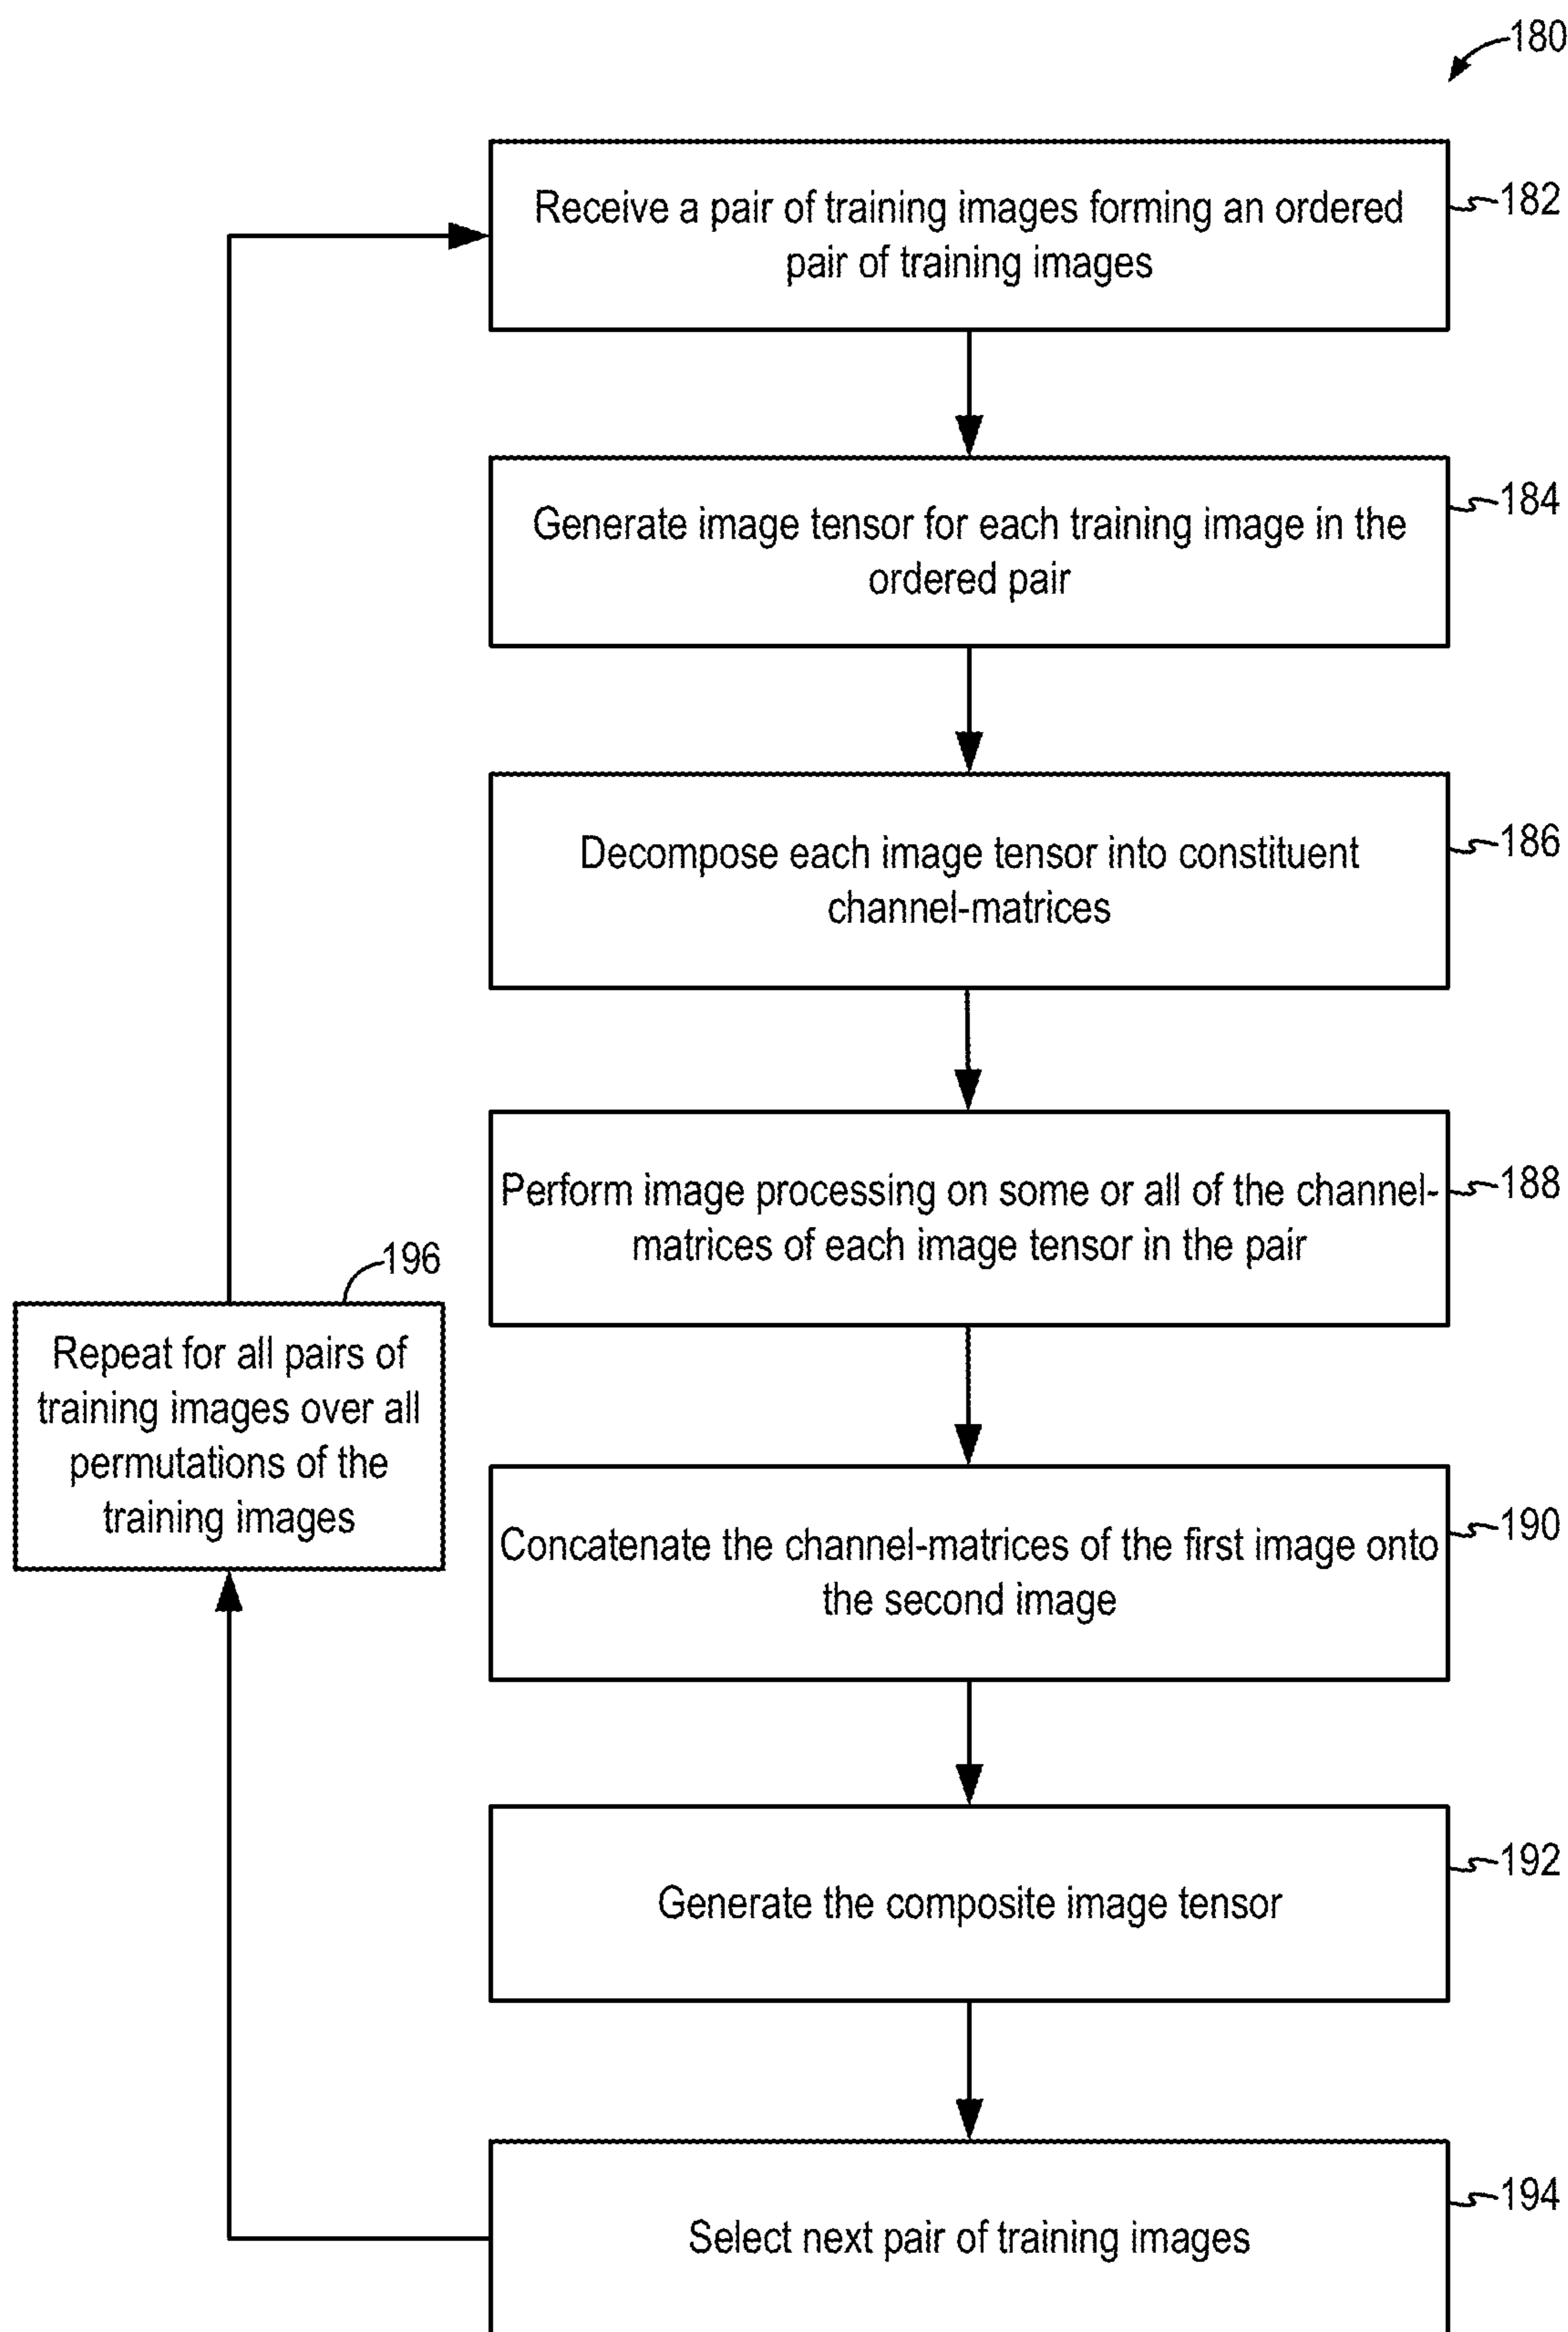 180
Receive a pair of training images forming an ordered
pair of training images
182
Generate image tensor for each training image in the
ordered pair
184
Decompose each image tensor into constituent
channel-matrices
186
Perform image processing on some or all of the channel-
matrices of each image tensor in the pair
188
196
Repeat for all pairs of
training images over all
permutations of the
training images
Concatenate the channel-matrices of the first image onto
the second image
190
Generate the composite image tensor
192
Select next pair of training images
194